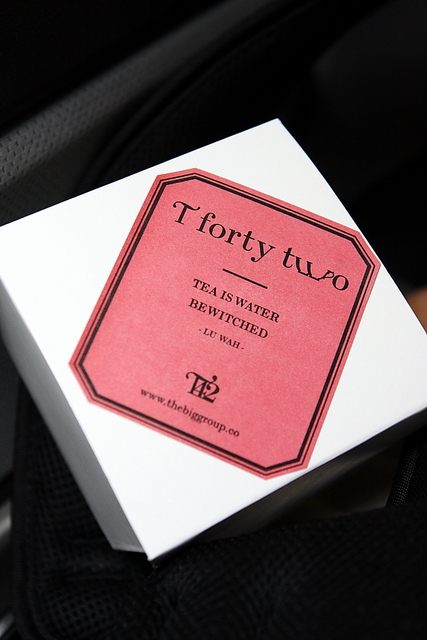 T forty two
TEA IS WATER
BEWITCHED
- LU WAH -
T42
www.thebiggroup.co